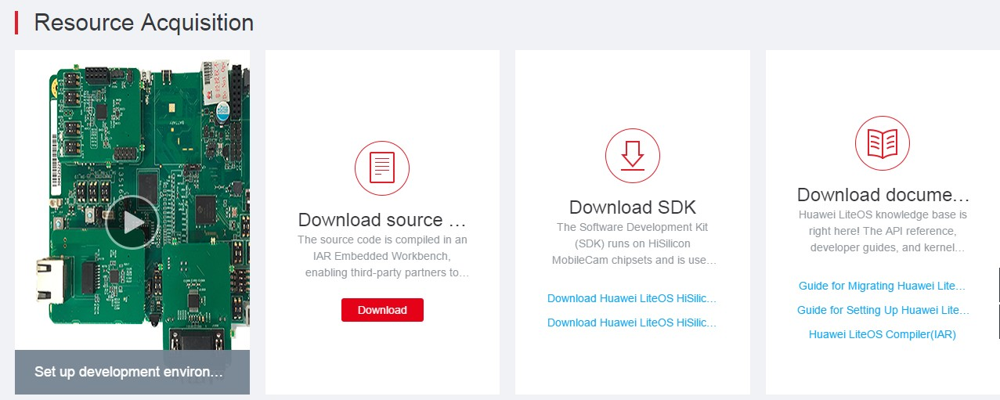 Resource Acquisition
BATTARY
Set up development environ...
Download source ...
The source code is compiled in an
IAR Embedded Workbench,
enabling third-party partners to...
Download
Download SDK
The Software Development Kit
(SDK) runs on HiSilicon
MobileCam chipsets and is use...
Download Huawei LiteOS HiSilic...
Download Huawei LiteOS HiSilic...
Download docume...
Huawei LiteOS knowledge base is
right here! The API reference,
developer guides, and kernel...
Guide for Migrating Huawei Lite...
Guide for Setting Up Huawei Lite...
Huawei LiteOS Compiler(IAR)